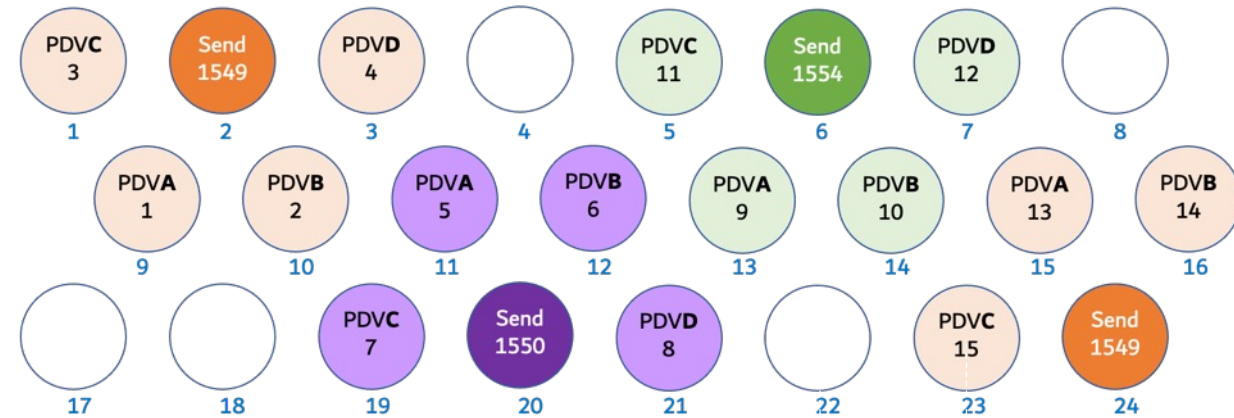 PDVC Send PDVD PDVC Send PDVD
3 1549 4 11 1554 12
1 2 3 4 5 6 7 8
PDVA PDVB PDVA PDVB PDVA PDVB PDVA PDVB
1 2 5 6 9 10 13 14
9 10 11 12 13 14 15 16
PDVC Send PDVD PDVC Send
7 1550 8 15 1549
17 18 19 20 21 22 23 24